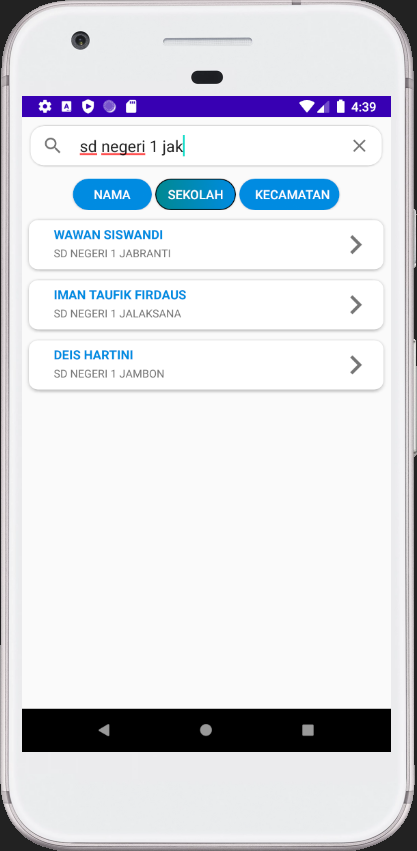 4:39
sd negeri 1 jak
NAMA
SEKOLAH
KECAMATAN
WAWAN SISWANDI
SD NEGERI 1 JABRANTI
IMAN TAUFIK FIRDAUS
SD NEGERI 1 JALAKSANA
DEIS HARTINI
SD NEGERI 1 JAMBON